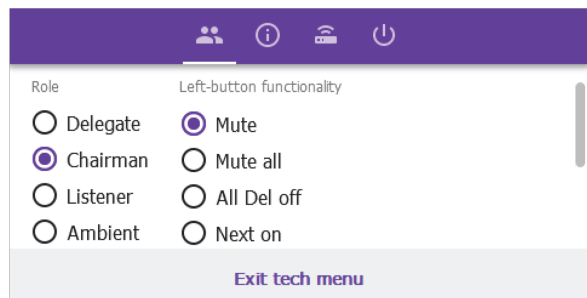 Role
Delegate
Chairman
Listener
Ambient
Left-button functionality
Mute
Mute all
All Del off
Next on
Exit tech menu